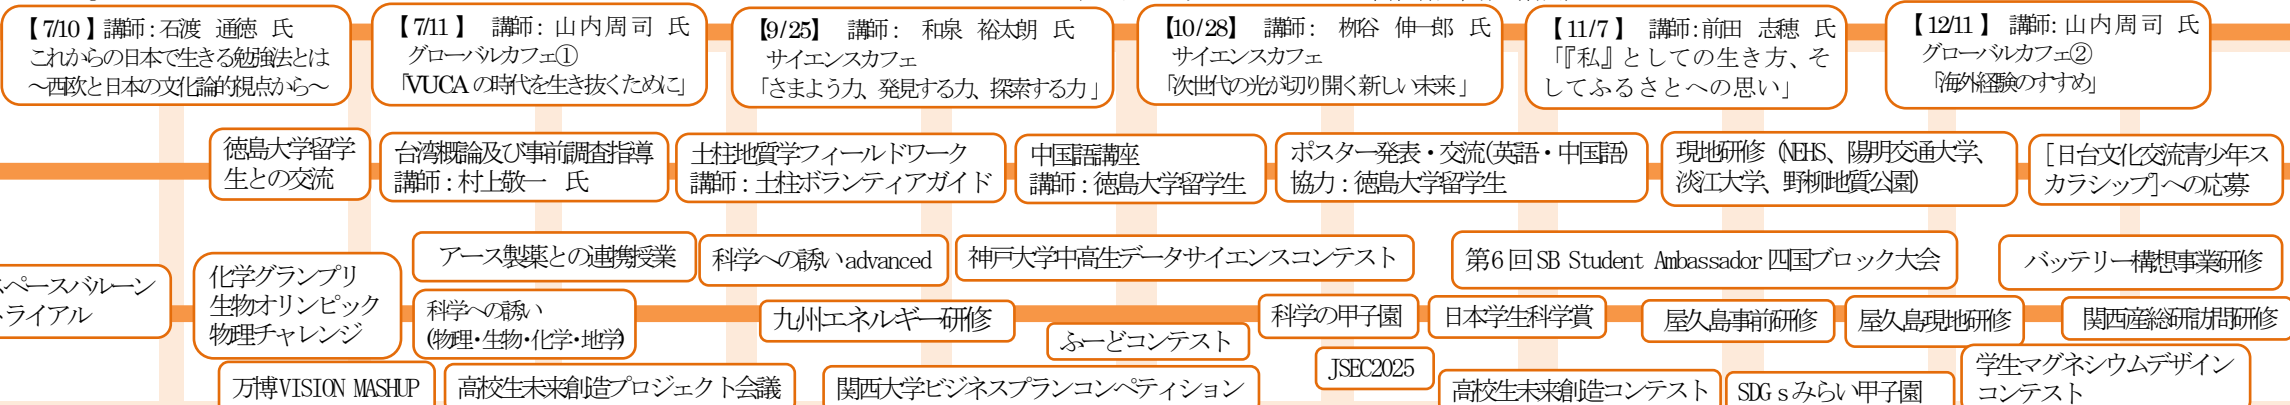 【7/10】講師：石渡 通徳 氏
これからの日本で生きる勉強法とは
～西欧と日本の文化論的視点から～
【7/11】 講師：山内周司 氏
グローバルカフェ①
「VUCAの時代を生き抜くために」
【9/25】 講師： 和泉 裕太朗 氏
サイエンスカフェ
「さまよう力、発見する力、探索する力」
【10/28】 講師： 栁谷 伸一郎 氏
サイエンスカフェ
「次世代の光が切り開く新しい未来」
【11/7】 講師：前田 志穂 氏
「『私』としての生き方、そ
してふるさとへの思い」
【12/11】 講師：山内周司 氏
グローバルカフェ②
「海外経験のすすめ」
徳島大学留学
生との交流
台湾概論及び事前調査指導
講師：村上敬一 氏
土柱地質学フィールドワーク
講師：土柱ボランティアガイド
中国語講座
講師：徳島大学留学生
ポスター発表・交流(英語・中国語)
協力：徳島大学留学生
現地研修（NEHS、陽明交通大学、
淡江大学、野柳地質公園)
[日台文化交流青少年ス
カラシップ]への応募
ペースバルーン
ライアル
化学グランプリ
生物オリンピック
物理チャレンジ
アース製薬との連携授業
科学への誘いadvanced
神戸大学中高生データサイエンスコンテスト
第6回SB Student Ambassador四国ブロック大会
バッテリー構想事業研修
科学への誘い
(物理・生物・化学・地学)
九州エネルギー研修
ふーどコンテスト
科学の甲子園
日本学生科学賞
屋久島事前研修
屋久島現地研修
関西産総研訪問研修
万博VISION MASHUP
高校生未来創造プロジェクト会議
関西大学ビジネスプランコンペティション
JSEC2025
高校生未来創造コンテスト
SDGsみらい甲子園
学生マグネシウムデザイン
コンテスト